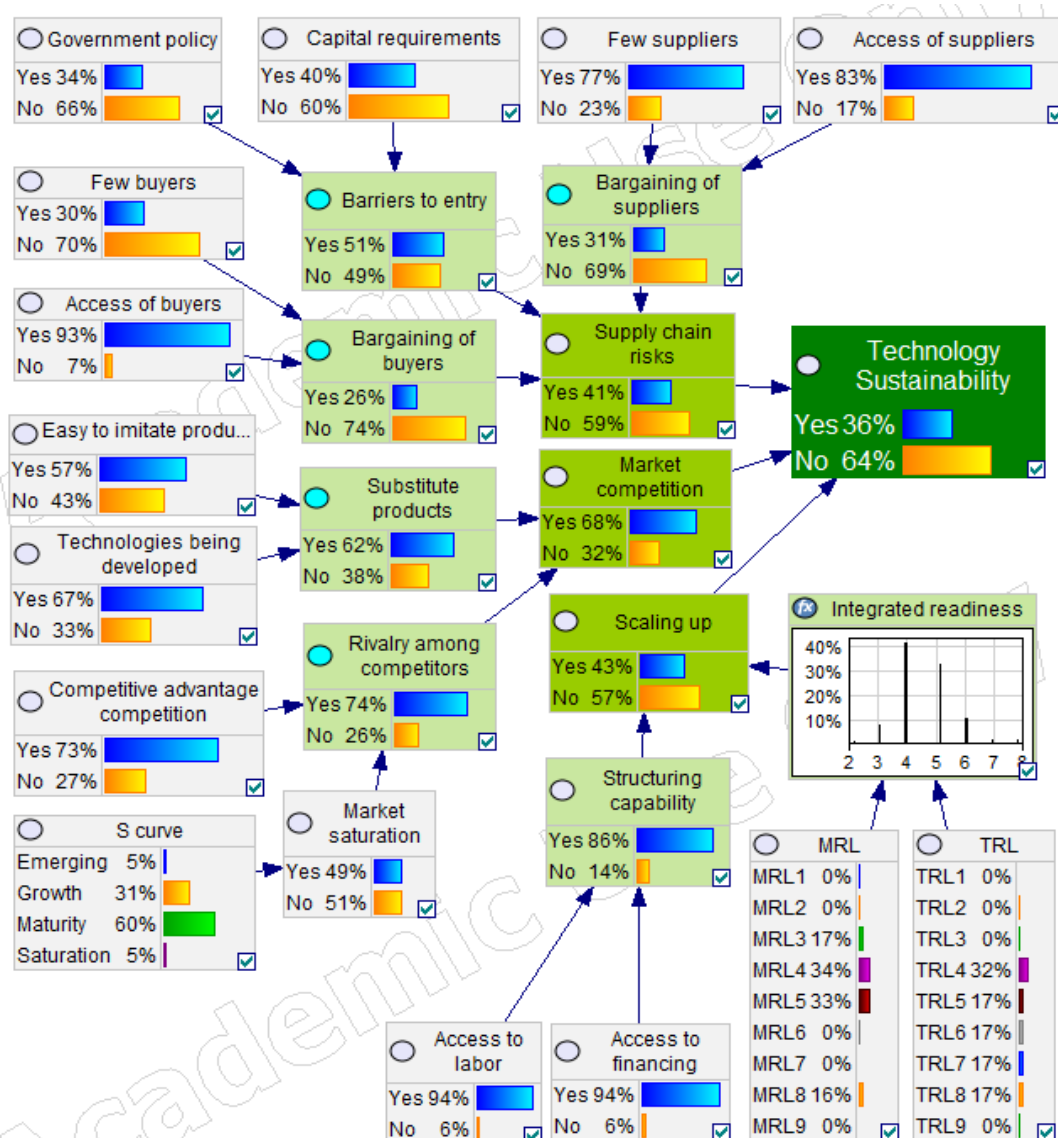 Government policy
Yes 34%
No 66%
Capital requirements
Yes 40%
No 60%
Few suppliers
Yes 77%
No 23%
Access of suppliers
Yes 83%
No 17%
Few buyers
Yes 30%
No 70%
Barriers to entry
Yes 51%
No 49%
Bargaining of
suppliers
Yes 31%
No 69%
Access of buyers
Yes 93%
No 7%
Bargaining of
buyers
Yes 26%
No 74%
Supply chain
risks
Yes 41%
No 59%
Technology
Sustainability
Yes 36%
No 64%
Easy to imitate produ...
Yes 57%
No 43%
Substitute
products
Yes 62%
No 38%
Market
competition
Yes 68%
No 32%
Technologies being
developed
Yes 67%
No 33%
Rivalry among
competitors
Yes 74%
No 26%
Scaling up
Yes 43%
No 57%
fx Integrated readiness
40%
30%
20%
10%
2 3 4 5 6 7 8
Competitive advantage
competition
Yes 73%
No 27%
Market
saturation
Yes 49%
No 51%
Structuring
capability
Yes 86%
No 14%
S curve
Emerging 5%
Growth 31%
Maturity 60%
Saturation 5%
MRL
MRL1 0%
MRL2 0%
MRL3 17%
MRL4 34%
MRL5 33%
MRL6 0%
MRL7 0%
MRL8 16%
MRL9 0%
TRL
TRL1 0%
TRL2 0%
TRL3 0%
TRL4 32%
TRL5 17%
TRL6 17%
TRL7 17%
TRL8 17%
TRL9 0%
Access to
labor
Yes 94%
No 6%
Access to
financing
Yes 94%
No 6%
Academic Use